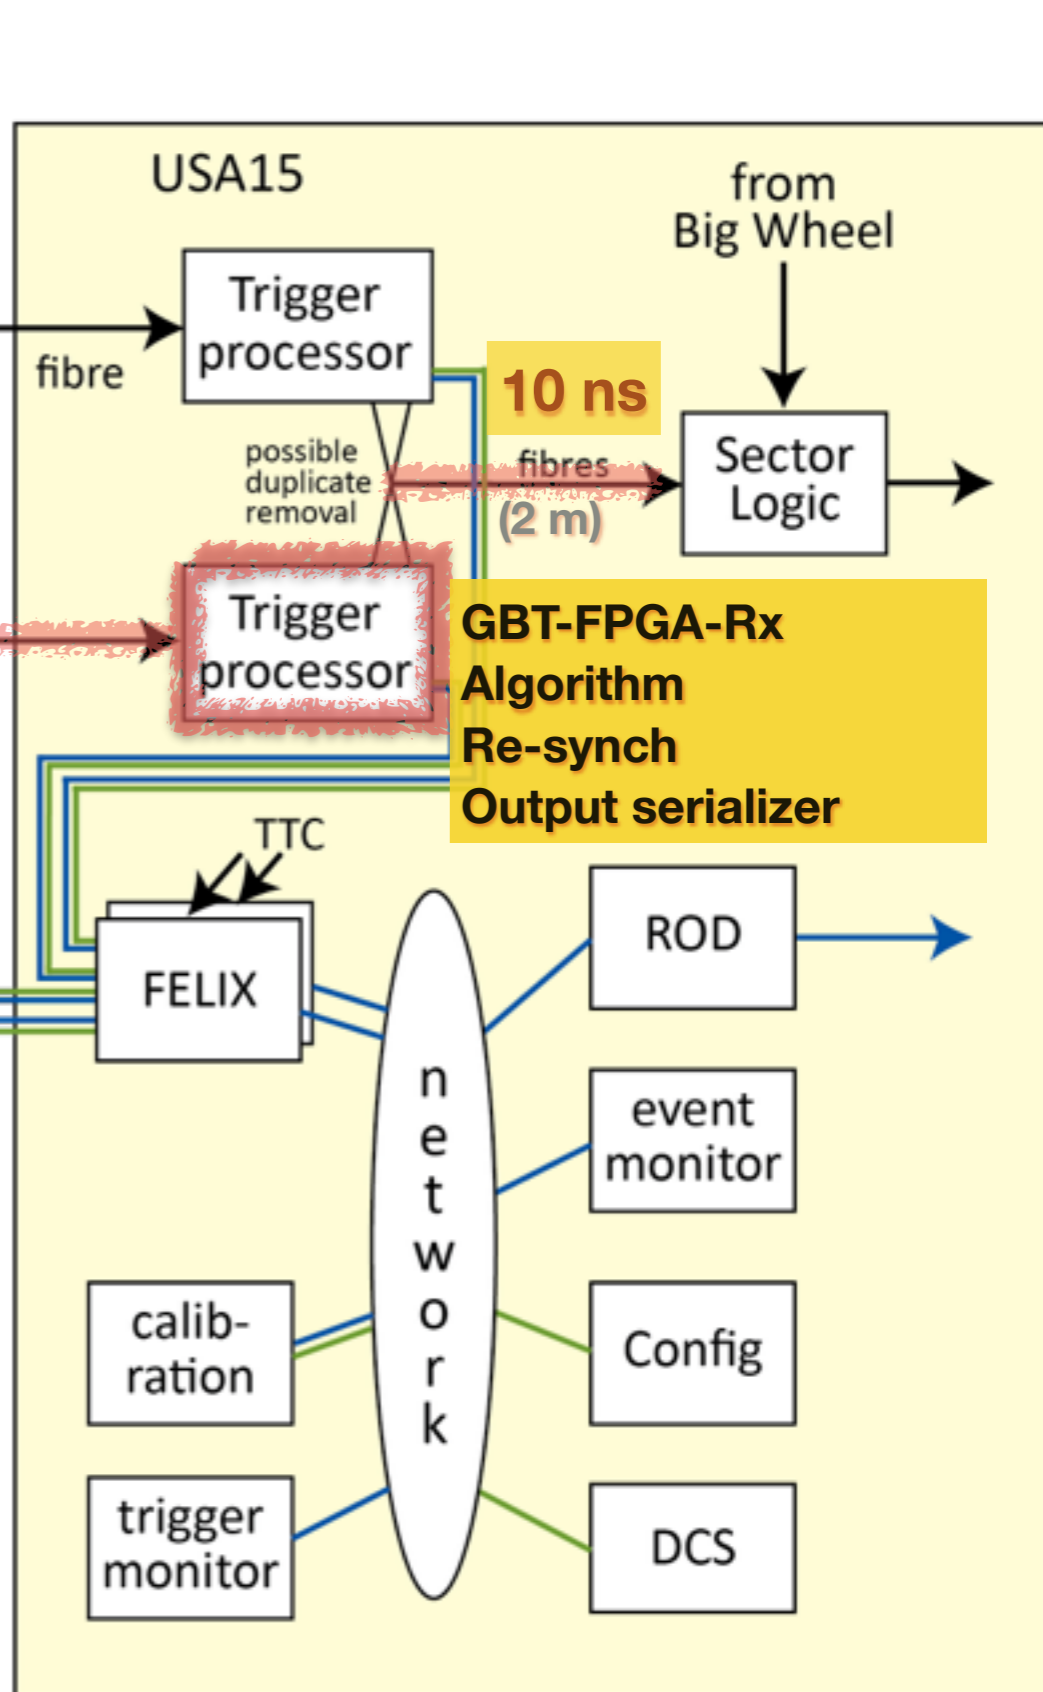 USA15
from
Big Wheel
Trigger
processor
fibre
10 ns
possible
duplicate
removal
fibres
(2 m)
Sector
Logic
Trigger
processor
GBT-FPGA-Rx
Algorithm
Re-synch
Output serializer
TTC
FELIX
ROD
network
event
monitor
calib-
ration
Config
trigger
monitor
DCS